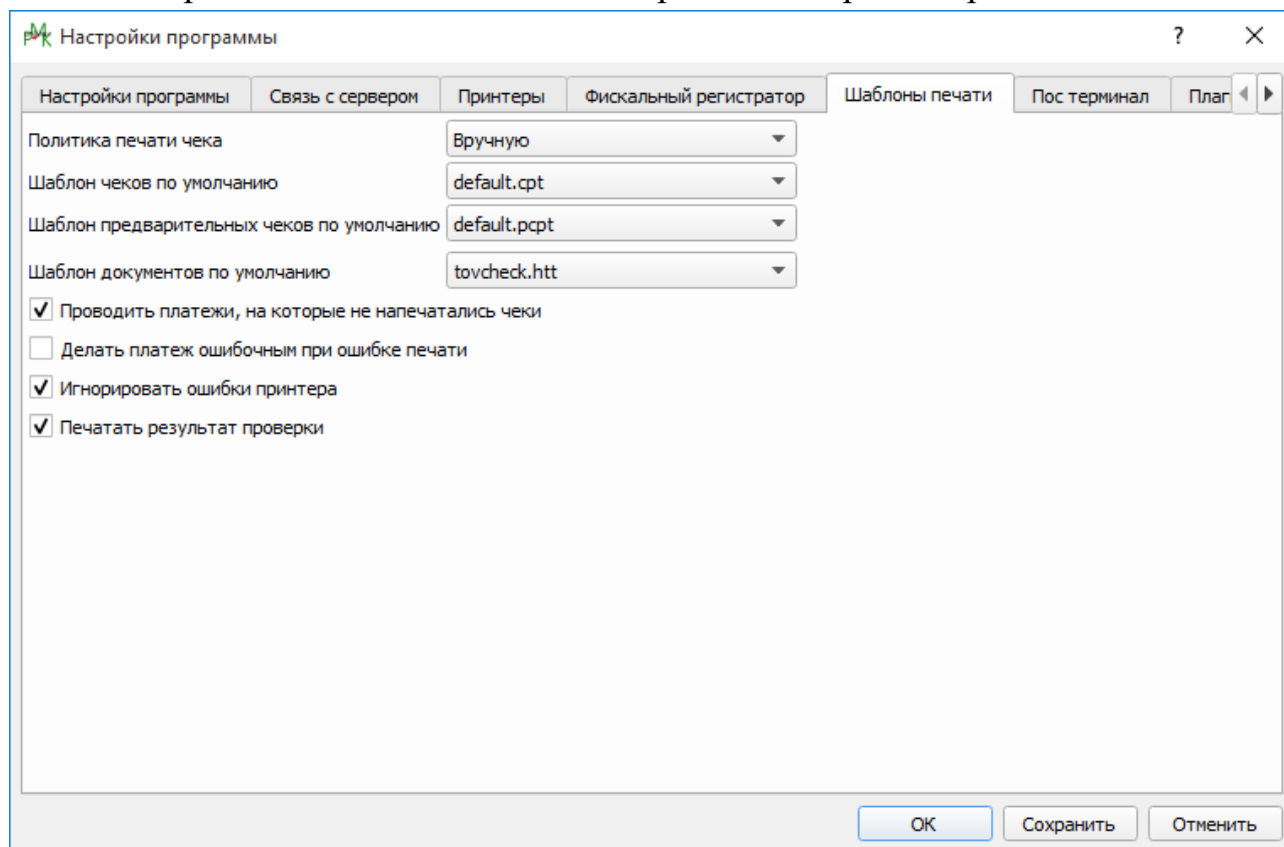 РМК Настройки программы ?
Настройки программы Связь с сервером Принтеры Фискальный регистратор Шаблоны печати Пос терминал Плаг
Политика печати чека Вручную
Шаблон чеков по умолчанию default.cpt
Шаблон предварительных чеков по умолчанию default.pcpt
Шаблон документов по умолчанию tovcheck.htt
Проводить платежи, на которые не напечатались чеки
Делать платеж ошибочным при ошибке печати
Игнорировать ошибки принтера
Печатать результат проверки
ОК Сохранить Отменить